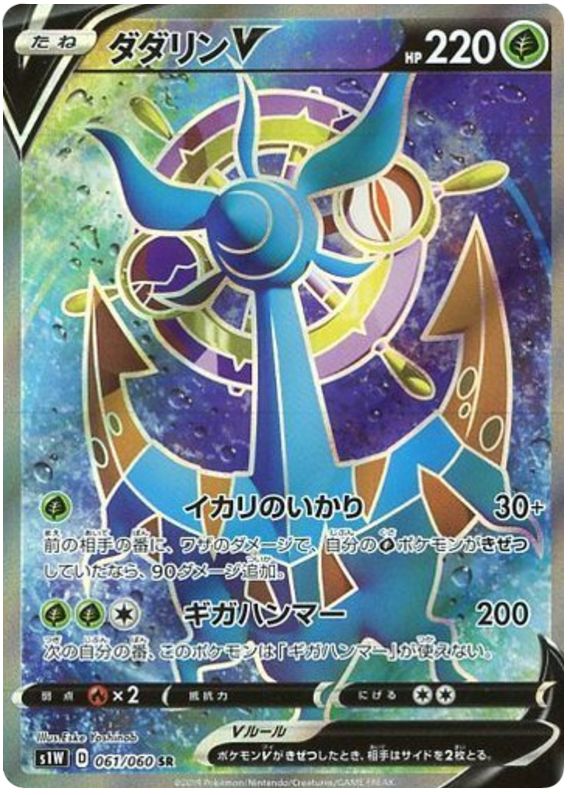 たね ダダリンV HP 220
イカリのいかり 30+
前の相手の番に、ワザのダメージで、自分のポケモンがきぜつ
していたなら、90ダメージ追加。
ギガハンマー 200
次の自分の番、このポケモンは「ギガハンマー」が使えない。
弱点 ×2 抵抗力 にげる
Illus.Eske Yoshinob
Vルール
s1W D 061/060 SR
ポケモンVがきぜつしたとき、相手はサイドを2枚とる。
©2019 Pokémon/Nintendo/Creatures/GAME FREAK.